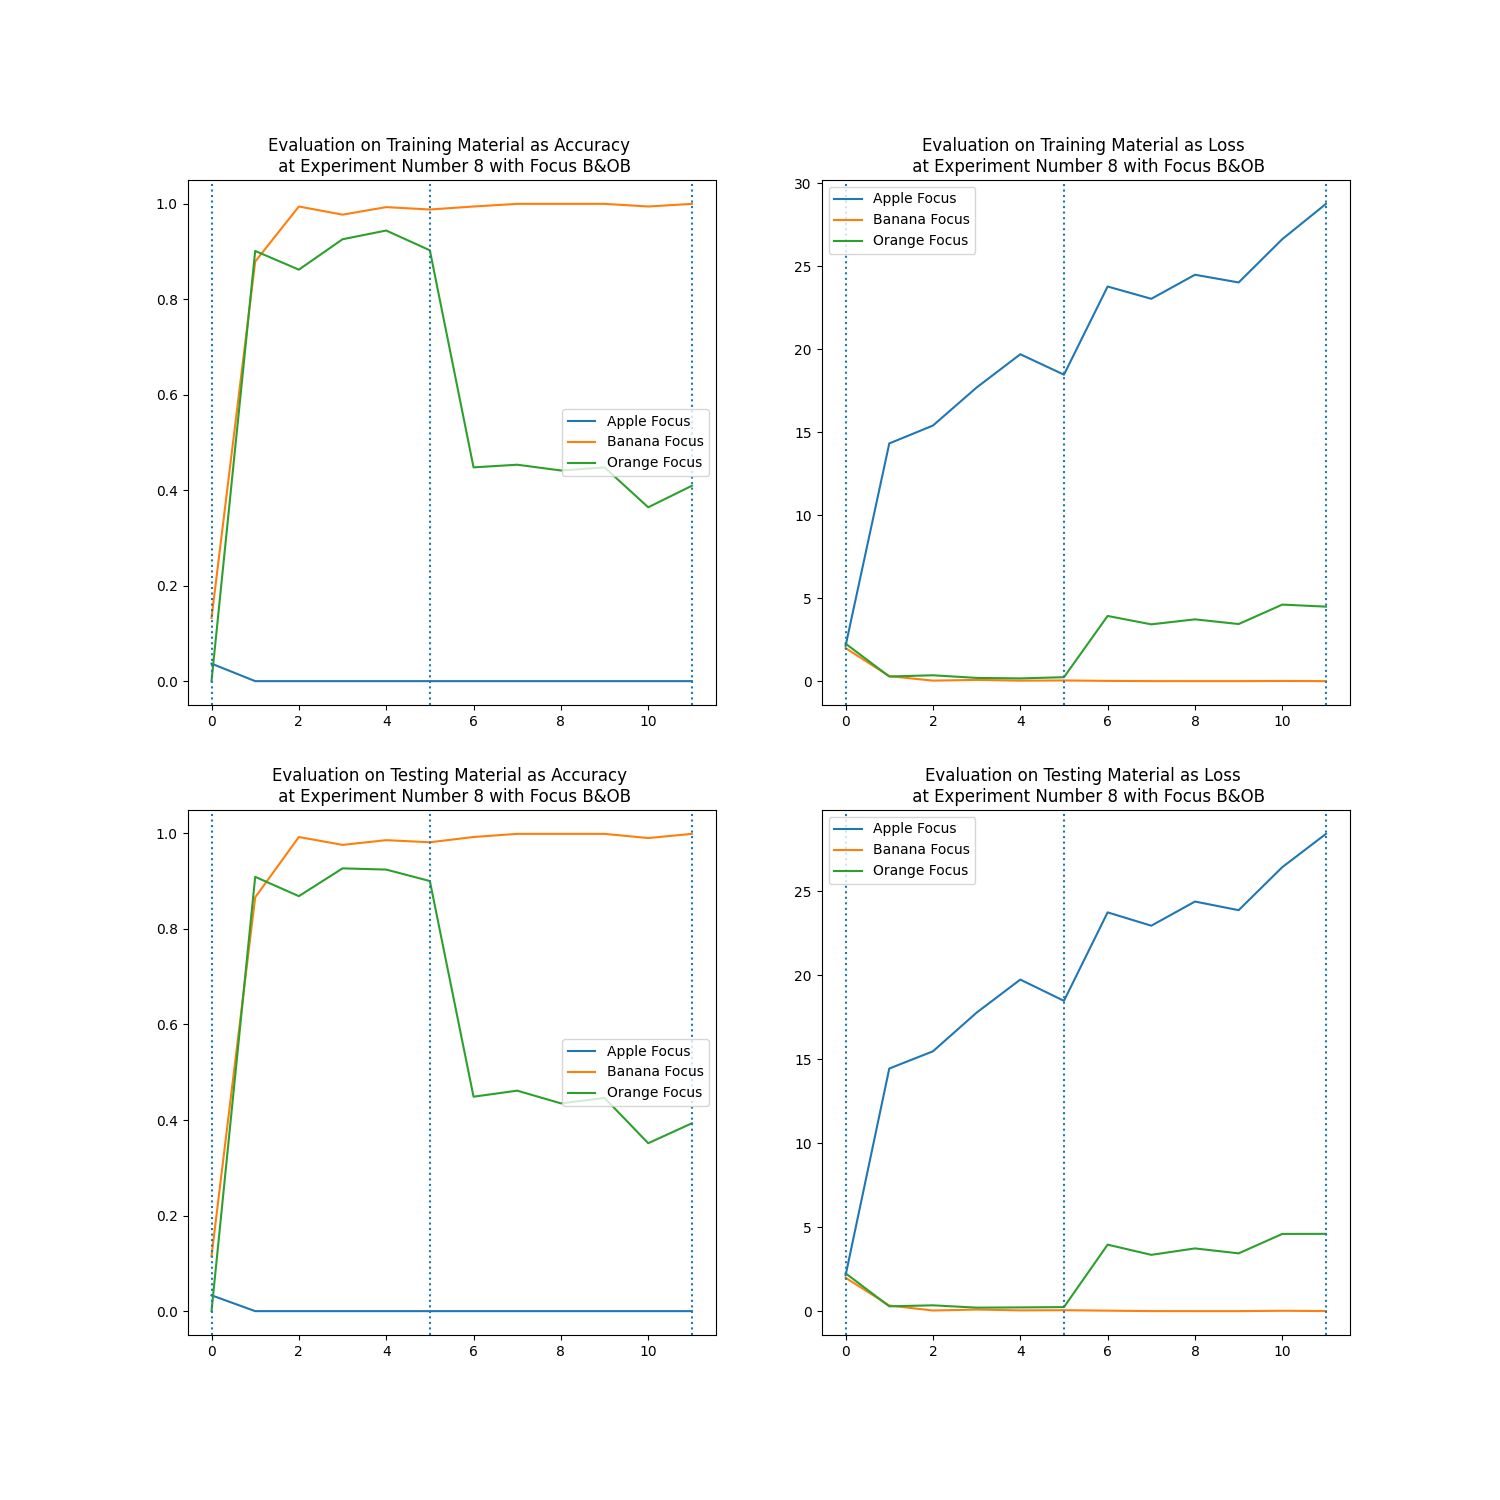 Evaluation on Training Material as Accuracy
at Experiment Number 8 with Focus B&OB
1.0
0.8
0.6
0.4
0.2
0.0
Apple Focus
Banana Focus
Orange Focus
0 2 4 6 8 10
Evaluation on Training Material as Loss
at Experiment Number 8 with Focus B&OB
30
25
20
15
10
5
0
Apple Focus
Banana Focus
Orange Focus
0 2 4 6 8 10
Evaluation on Testing Material as Accuracy
at Experiment Number 8 with Focus B&OB
1.0
0.8
0.6
0.4
0.2
0.0
Apple Focus
Banana Focus
Orange Focus
0 2 4 6 8 10
Evaluation on Testing Material as Loss
at Experiment Number 8 with Focus B&OB
25
20
15
10
5
0
Apple Focus
Banana Focus
Orange Focus
0 2 4 6 8 10